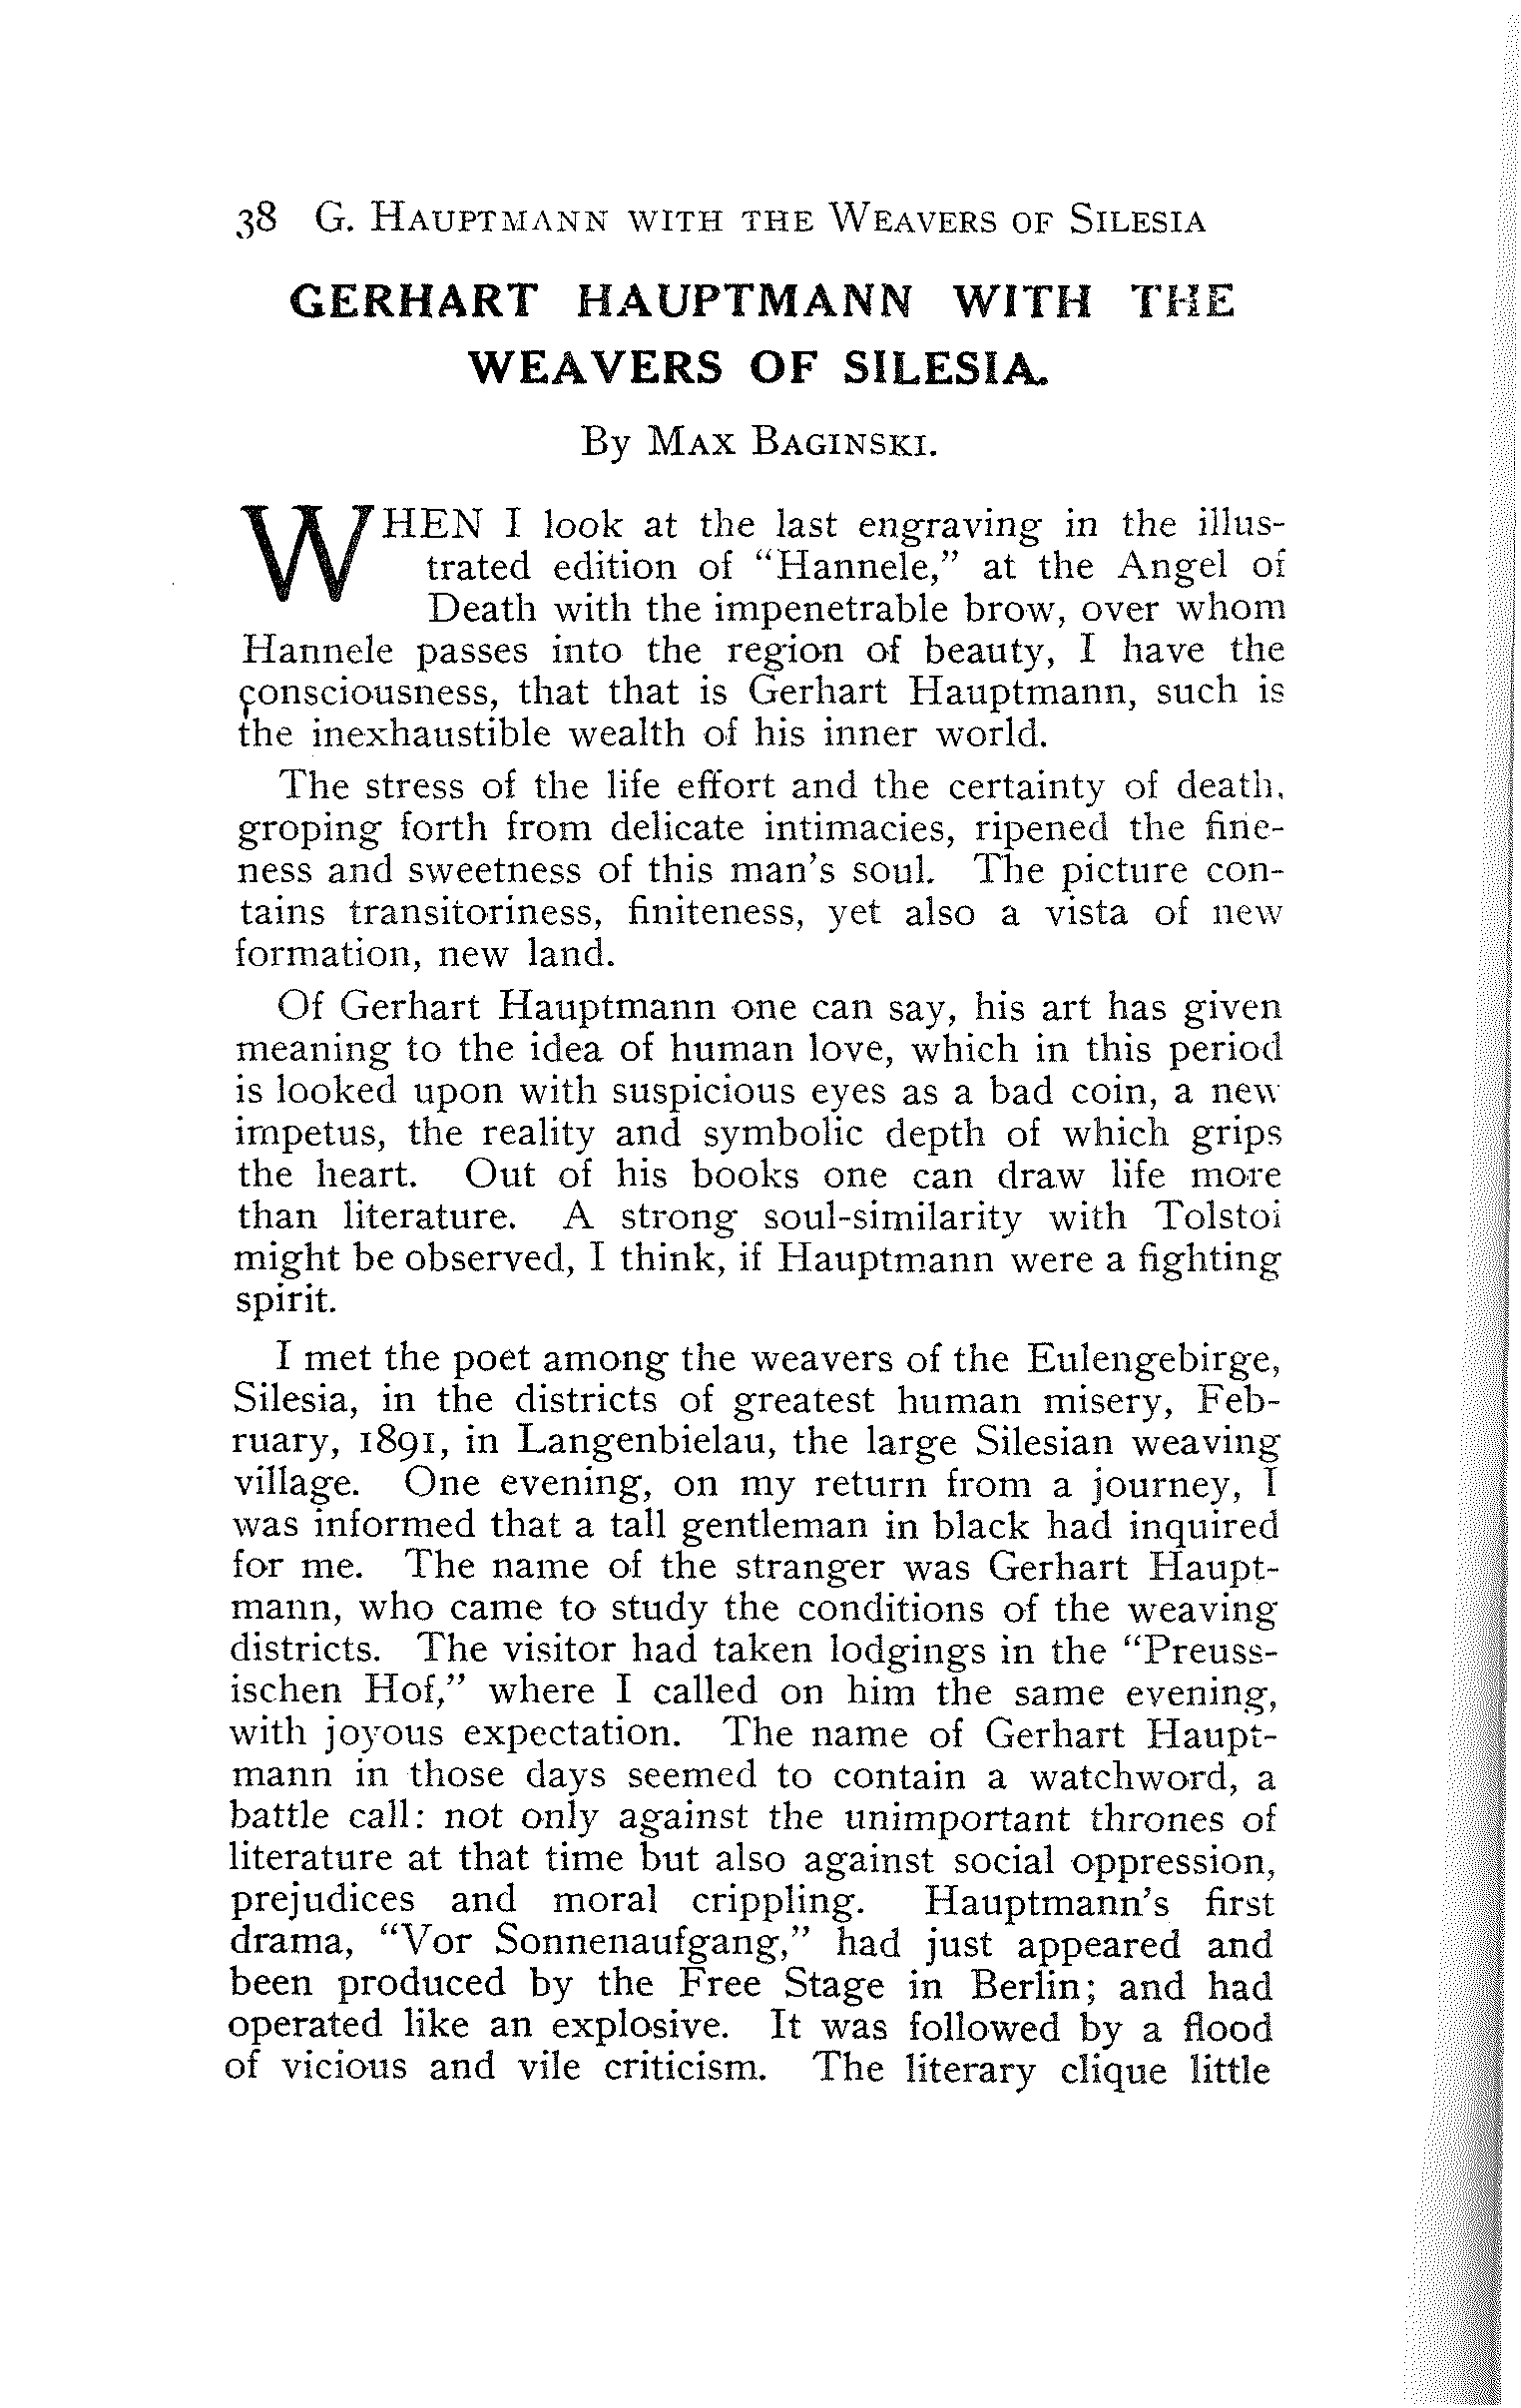 38 G. HAUPTMANN WITH THE WEAVERS OF SILESIA
GERHART HAUPTMANN WITH THE
WEAVERS OF SILESIA.
By MAX BAGINSKI.
WHEN I look at the last engraving in the illus-
trated edition of “Hannele,” at the Angel of
Death with the impenetrable brow, over whom
Hannele passes into the region of beauty, I have the
consciousness, that that is Gerhart Hauptmann, such is
the inexhaustible wealth of his inner world.
The stress of the life effort and the certainty of death,
groping forth from delicate intimacies, ripened the fine-
ness and sweetness of this man’s soul. The picture con-
tains transitoriness, finiteness, yet also a vista of new
formation, new land.
Of Gerhart Hauptmann one can say, his art has given
meaning to the idea of human love, which in this period
is looked upon with suspicious eyes as a bad coin, a new
impetus, the reality and symbolic depth of which grips
the heart. Out of his books one can draw life more
than literature. A strong soul-similarity with Tolstoi
might be observed, I think, if Hauptmann were a fighting
spirit.
I met the poet among the weavers of the Eulengebirge,
Silesia, in the districts of greatest human misery, Feb-
ruary, 1891, in Langenbielau, the large Silesian weaving
village. One evening, on my return from a journey, I
was informed that a tall gentleman in black had inquired
for me. The name of the stranger was Gerhart Haupt-
mann, who came to study the conditions of the weaving
districts. The visitor had taken lodgings in the “Preuss-
ischen Hof,” where I called on him the same evening,
with joyous expectation. The name of Gerhart Haupt-
mann in those days seemed to contain a watchword, a
battle call: not only against the unimportant thrones of
literature at that time but also against social oppression,
prejudices and moral crippling. Hauptmann’s first
drama, “Vor Sonnenaufgang,” had just appeared and
been produced by the Free Stage in Berlin; and had
operated like an explosive. It was followed by a flood
of vicious and vile criticism. The literary clique little